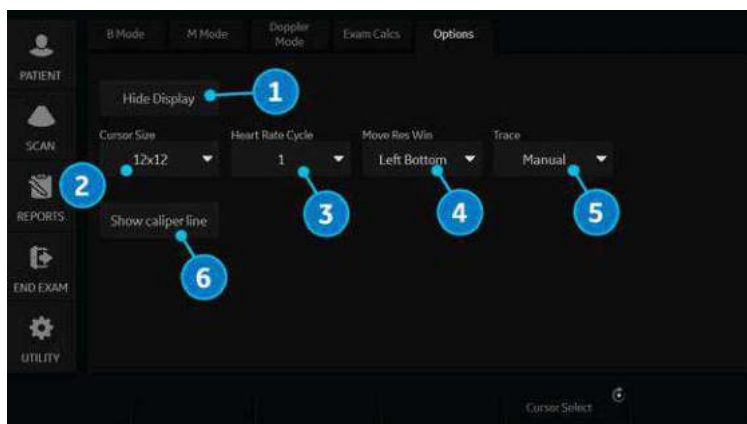 B Mode
M Mode
Doppler
Mode
Exam Calcs
Options
PATIENT
SCAN
REPORTS
END EXAM
UTILITY
Hide Display
1
Cursor Size
12x12
2
Heart Rate Cycle
1
3
Move Res Win
Left Bottom
4
Trace
Manual
5
Show caliper line
6
Cursor Select